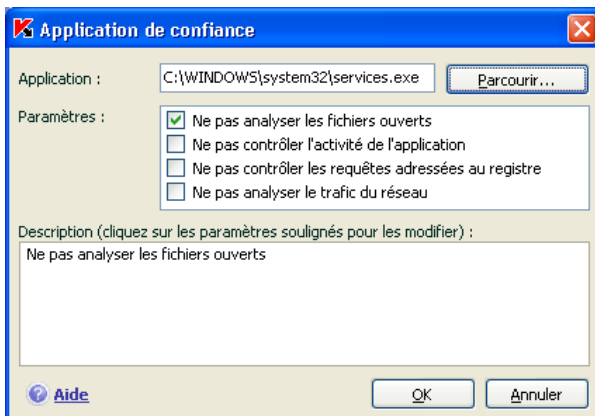 Application de confiance
Application : C:\WINDOWS\system32\services.exe Parcourir...
Paramètres : Ne pas analyser les fichiers ouverts
Ne pas contrôler l'activité de l'application
Ne pas contrôler les requêtes adressées au registre
Ne pas analyser le trafic du réseau
Description (cliquez sur les paramètres soulignés pour les modifier) :
Ne pas analyser les fichiers ouverts
Aide OK Annuler